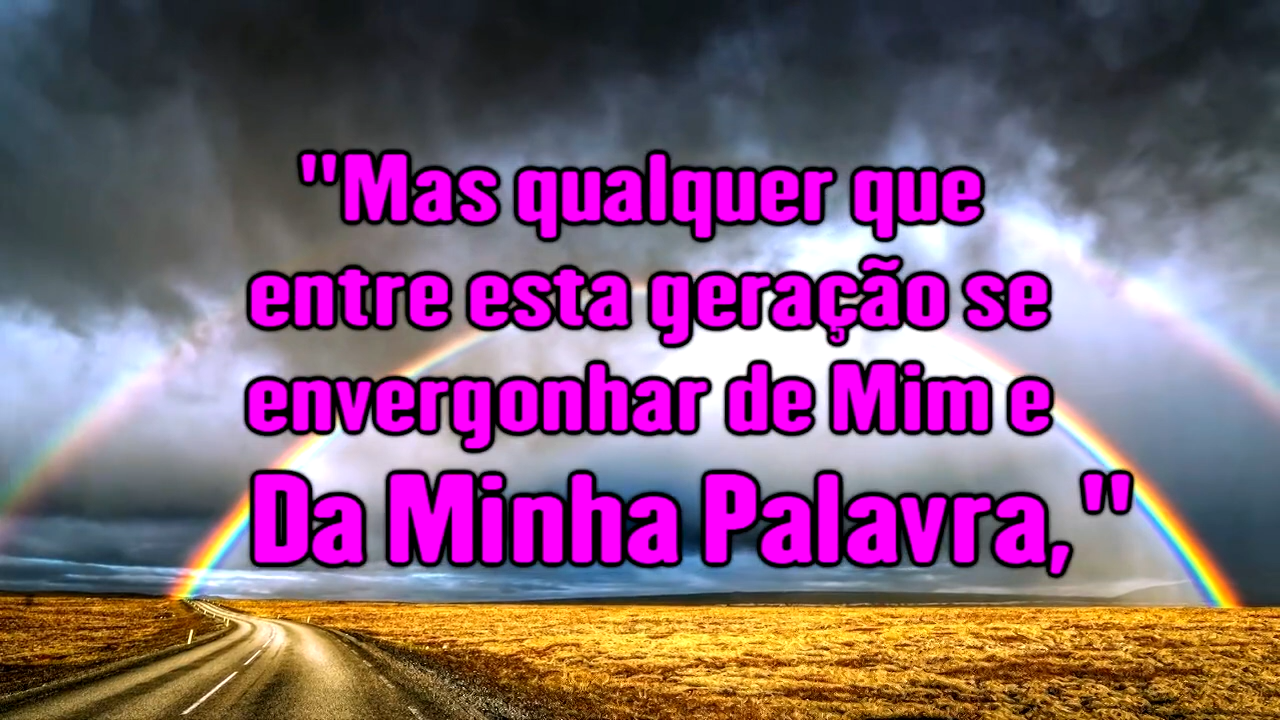 "Mas qualquer que
entre esta geração se
envergonhar de Mim e
Da Minha Palavra,"